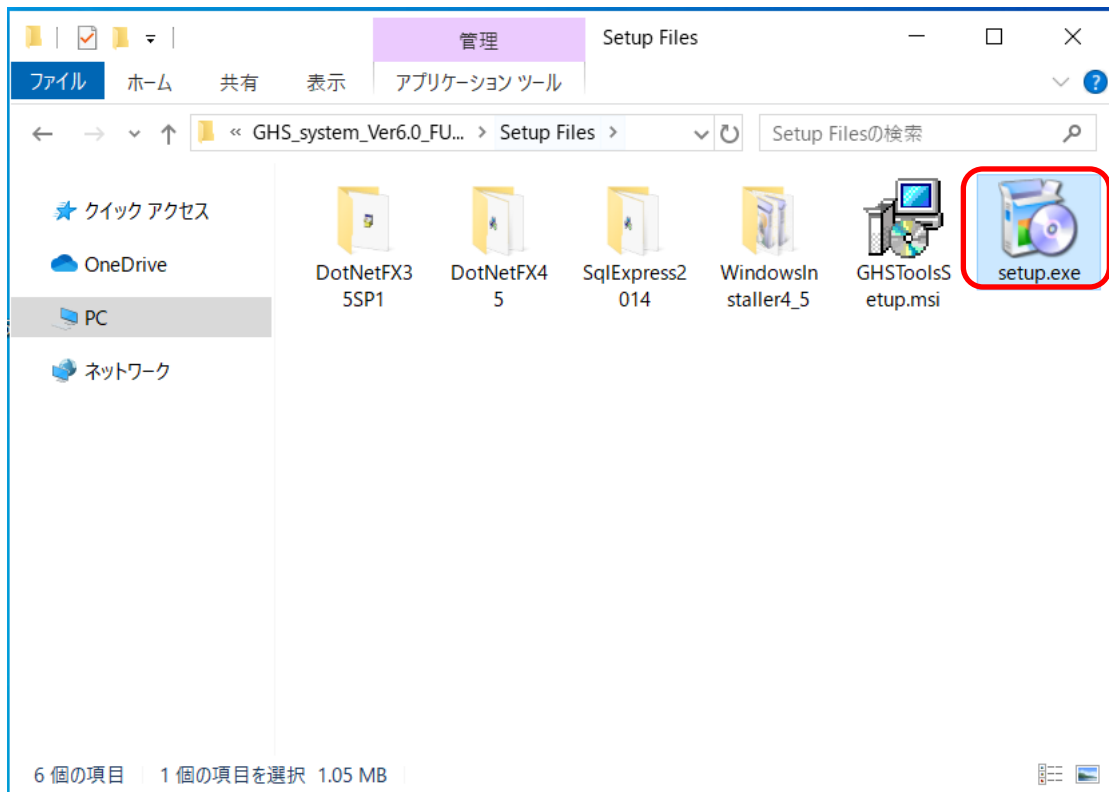 管理
Setup Files
ファイル
ホーム
共有
表示
アプリケーション ツール
?
« GHS_system_Ver6.0_FU... > Setup Files >
Setup Filesの検索
クイック アクセス
OneDrive
PC
ネットワーク
DotNetFX3
5SP1
DotNetFX4
5
SqlExpress2
014
WindowsIn
staller4_5
GHSToolsS
etup.msi
setup.exe
6 個の項目
1 個の項目を選択 1.05 MB